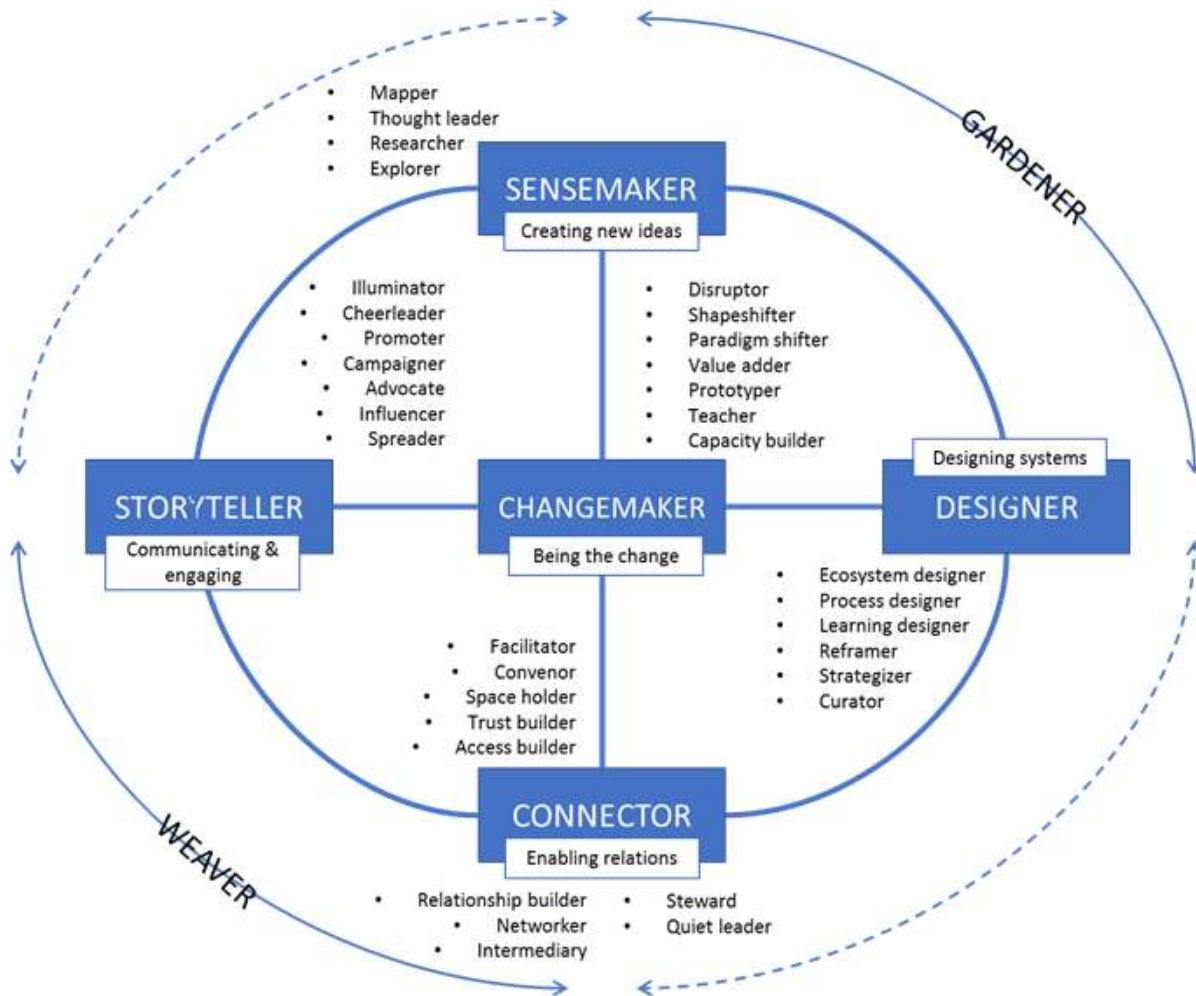 • Mapper
• Thought leader
• Researcher
• Explorer
GARDENER
SENSEMAKER
Creating new ideas
• Illuminator
• Cheerleader
• Promoter
• Campaigner
• Advocate
• Influencer
• Spreader
• Disruptor
• Shapeshifter
• Paradigm shifter
• Value adder
• Prototyper
• Teacher
• Capacity builder
STORYTELLER
Communicating &
engaging
CHANGEMAKER
Being the change
Designing systems
DESIGNER
• Ecosystem designer
• Process designer
• Learning designer
• Reframer
• Strategizer
• Curator
• Facilitator
• Convenor
• Space holder
• Trust builder
• Access builder
CONNECTOR
Enabling relations
WEAVER
• Relationship builder
• Networker
• Intermediary
• Steward
• Quiet leader